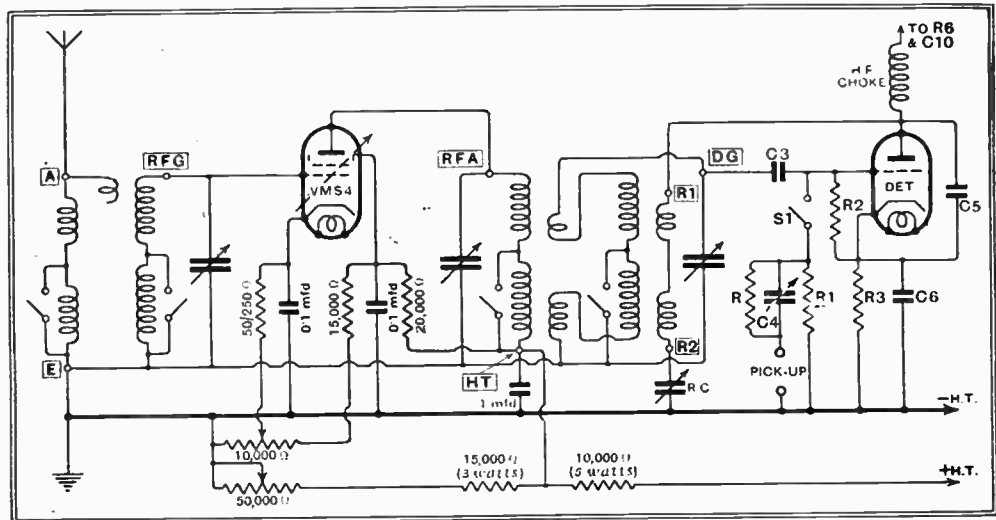 TO R6
& C10
H F
CHOKE
A
RFG
VMS4
RFA
R1
DG
C3
DET
S1
R2
C5
50/250 Ω
0·1 mfd
15,000 Ω
0·1 mfd
20,000 Ω
R
C4
R1
R3
C6
E
HT
R2
PICK-UP
1 mfd
RC
−H.T.
10,000 Ω
15,000 Ω
(3 watts)
10,000 Ω
(5 watts)
+H.T.
50,000 Ω